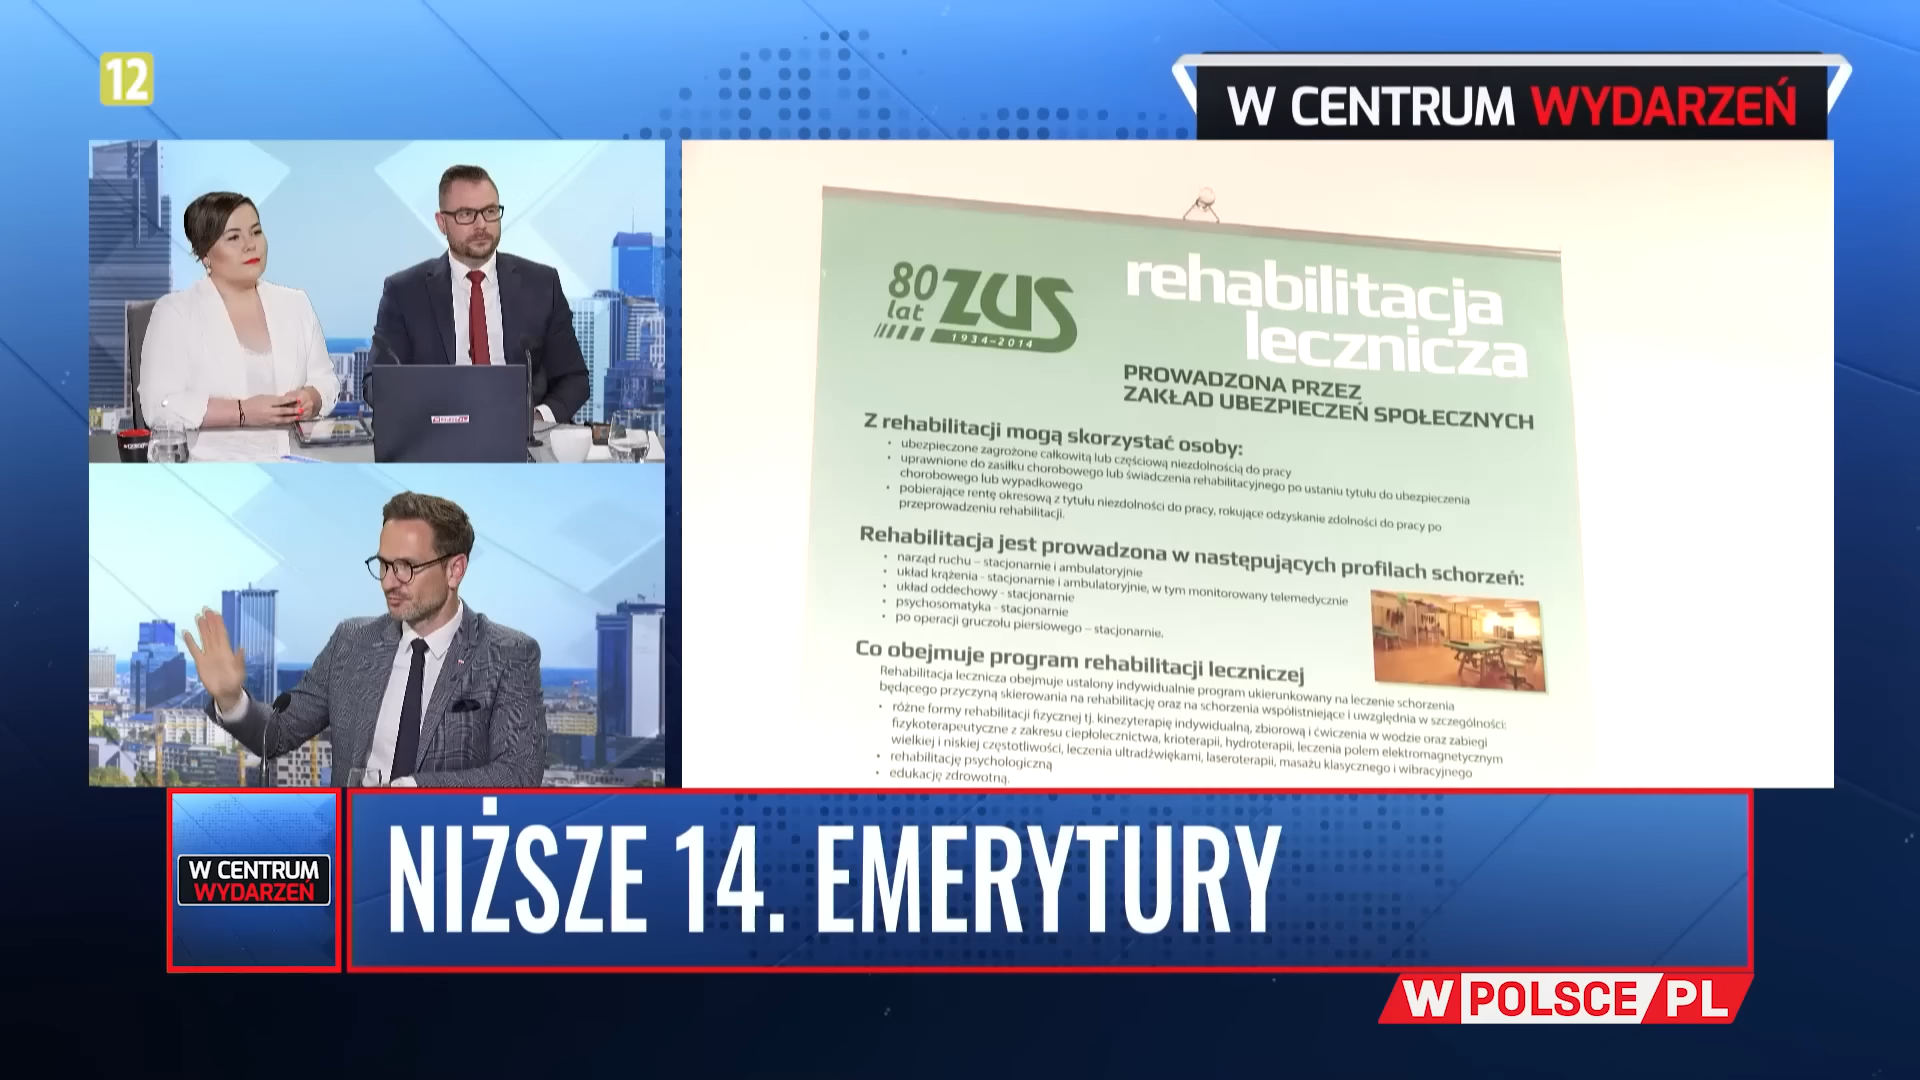 12
W CENTRUM WYDARZEŃ
80 lat ZUS
1934-2014
rehabilitacja
lecznicza
PROWADZONA PRZEZ
ZAKŁAD UBEZPIECZEŃ SPOŁECZNYCH
Z rehabilitacji mogą skorzystać osoby:
• ubezpieczone zagrożone całkowitą lub częściową niezdolnością do pracy
• uprawnione do zasiłku chorobowego lub świadczenia rehabilitacyjnego po ustaniu tytułu do ubezpieczenia
chorobowego lub wypadkowego
• pobierające rentę okresową z tytułu niezdolności do pracy, rokujące odzyskanie zdolności do pracy po
przeprowadzeniu rehabilitacji.
Rehabilitacja jest prowadzona w następujących profilach schorzeń:
• narząd ruchu – stacjonarnie i ambulatoryjnie
• układ krążenia - stacjonarnie i ambulatoryjnie, w tym monitorowany telemedycznie
• układ oddechowy - stacjonarnie
• psychosomatyka - stacjonarnie
• po operacji gruczołu piersiowego – stacjonarnie.
Co obejmuje program rehabilitacji leczniczej
Rehabilitacja lecznicza obejmuje ustalony indywidualnie program ukierunkowany na leczenie schorzenia
będącego przyczyną skierowania na rehabilitację oraz na schorzenia współistniejące i uwzględnia w szczególności:
• różne formy rehabilitacji fizycznej tj. kinezyterapię indywidualną, zbiorową i ćwiczenia w wodzie oraz zabiegi
fizykoterapeutyczne z zakresu ciepłolecznictwa, krioterapii, hydroterapii, leczenia polem elektromagnetycznym
wielkiej i niskiej częstotliwości, leczenia ultradźwiękami, laseroterapii, masażu klasycznego i wibracyjnego
• rehabilitację psychologiczną
• edukację zdrowotną.
W CENTRUM
WYDARZEŃ
NIŻSZE 14. EMERYTURY
W POLSCE/PL